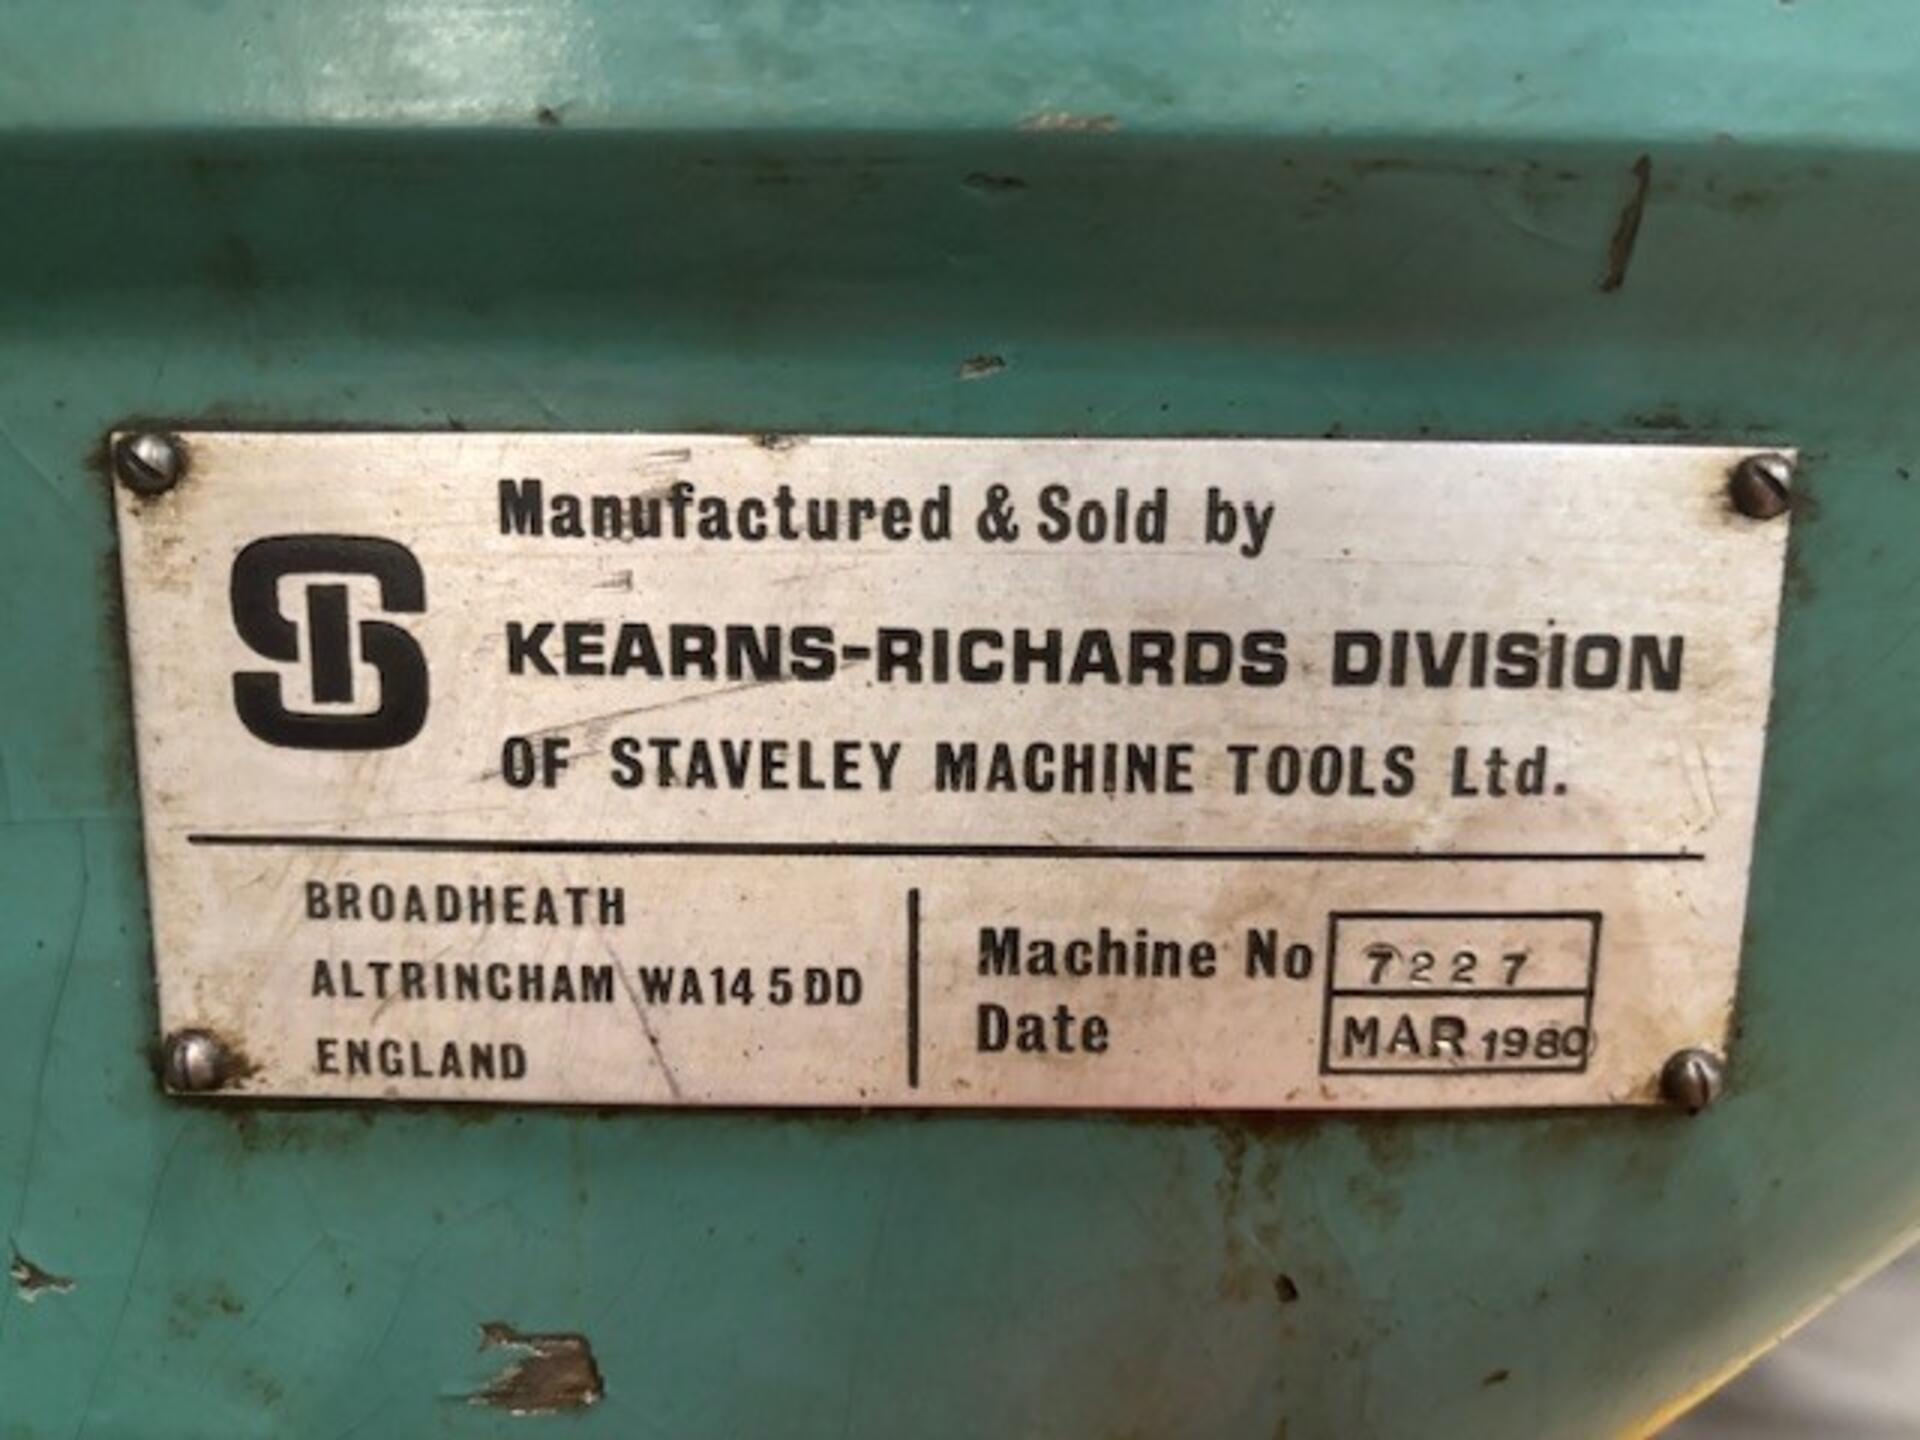 Manufactured & Sold by
KEARNS-RICHARDS DIVISION
OF STAVELEY MACHINE TOOLS Ltd.
BROADHEATH
ALTRINCHAM WA14 5DD
ENGLAND
Machine No 7227
Date MAR 1980